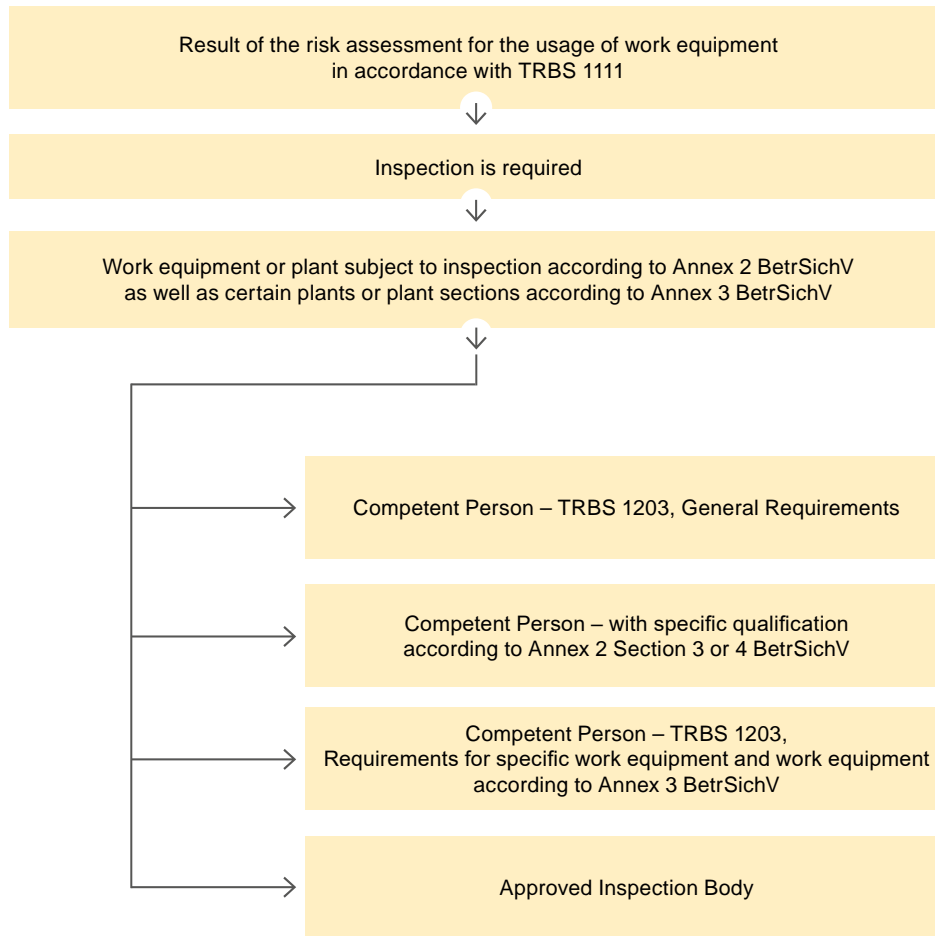 Result of the risk assessment for the usage of work equipment
in accordance with TRBS 1111
Inspection is required
Work equipment or plant subject to inspection according to Annex 2 BetrSichV
as well as certain plants or plant sections according to Annex 3 BetrSichV
Competent Person – TRBS 1203, General Requirements
Competent Person – with specific qualification
according to Annex 2 Section 3 or 4 BetrSichV
Competent Person – TRBS 1203,
Requirements for specific work equipment and work equipment
according to Annex 3 BetrSichV
Approved Inspection Body